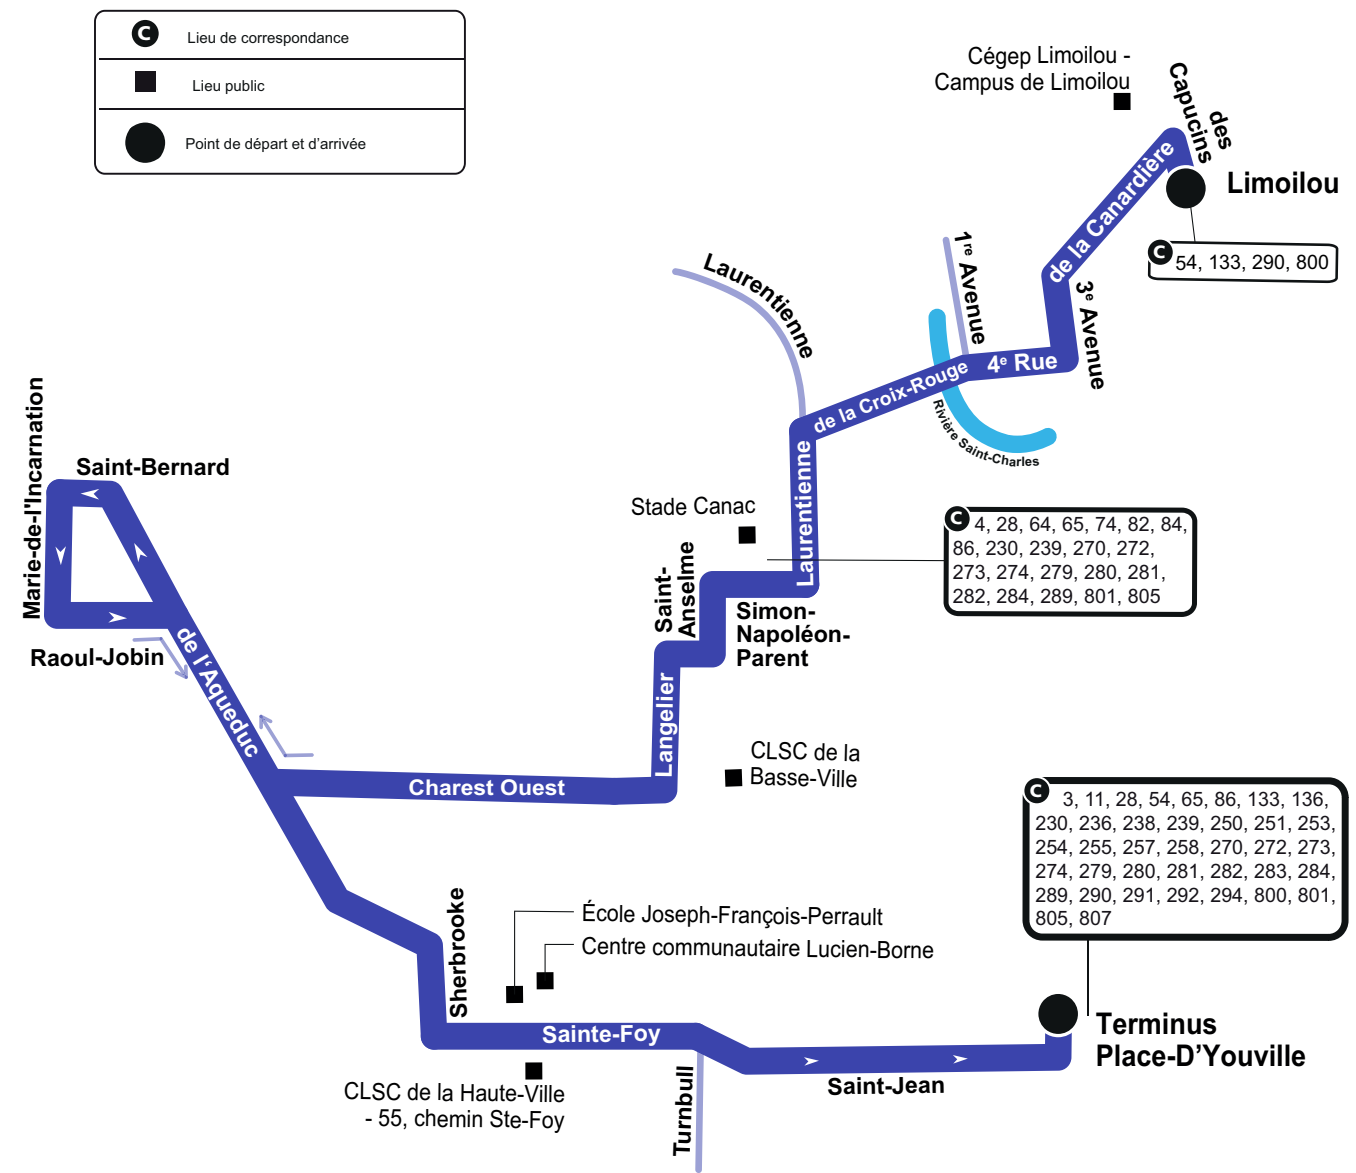 C Lieu de correspondance
Lieu public
Point de départ et d'arrivée
Cégep Limoilou -
Campus de Limoilou
des
Capucins
Limoilou
de la Canardière
C 54, 133, 290, 800
3e Avenue
1re Avenue
4e Rue
de la Croix-Rouge
Rivière Saint-Charles
Laurentienne
Laurentienne
Stade Canac
C 4, 28, 64, 65, 74, 82, 84,
86, 230, 239, 270, 272,
273, 274, 279, 280, 281,
282, 284, 289, 801, 805
Saint-
Anselme
Simon-
Napoléon-
Parent
Langelier
CLSC de la
Basse-Ville
Charest Ouest
Marie-de-l'Incarnation
Saint-Bernard
Raoul-Jobin
de l'Aqueduc
C 3, 11, 28, 54, 65, 86, 133, 136,
230, 236, 238, 239, 250, 251, 253,
254, 255, 257, 258, 270, 272, 273,
274, 279, 280, 281, 282, 283, 284,
289, 290, 291, 292, 294, 800, 801,
805, 807
Sherbrooke
École Joseph-François-Perrault
Centre communautaire Lucien-Borne
Sainte-Foy
CLSC de la Haute-Ville
- 55, chemin Ste-Foy
Turnbull
Saint-Jean
Terminus
Place-D'Youville